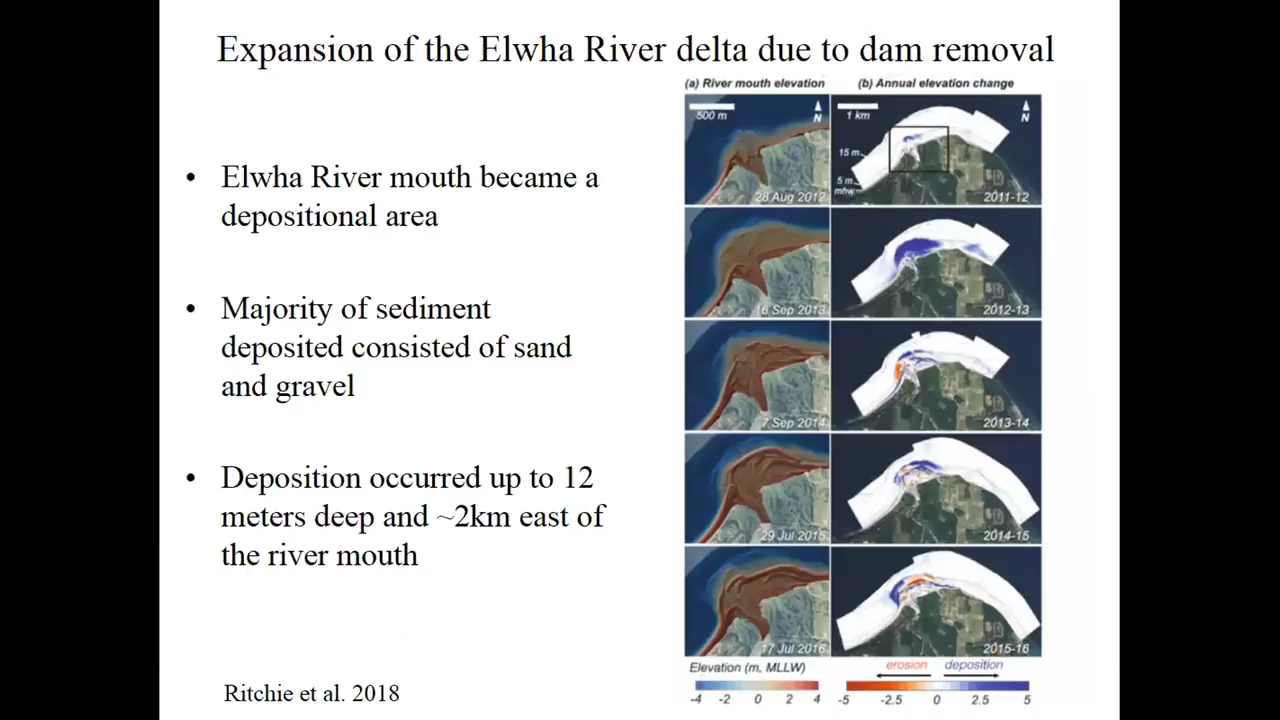 Expansion of the Elwha River delta due to dam removal
• Elwha River mouth became a
depositional area
• Majority of sediment
deposited consisted of sand
and gravel
• Deposition occurred up to 12
meters deep and ~2km east of
the river mouth
Ritchie et al. 2018
(a) River mouth elevation
500 m
N
28 Aug 2012
16 Sep 2013
7 Sep 2014
29 Jul 2015
17 Jul 2016
Elevation (m, MLLW)
-4 -2 0 2 4
(b) Annual elevation change
1 km
N
15 m
5 m
mhw
2011-12
2012-13
2013-14
2014-15
2015-16
erosion deposition
-5 -2.5 0 2.5 5